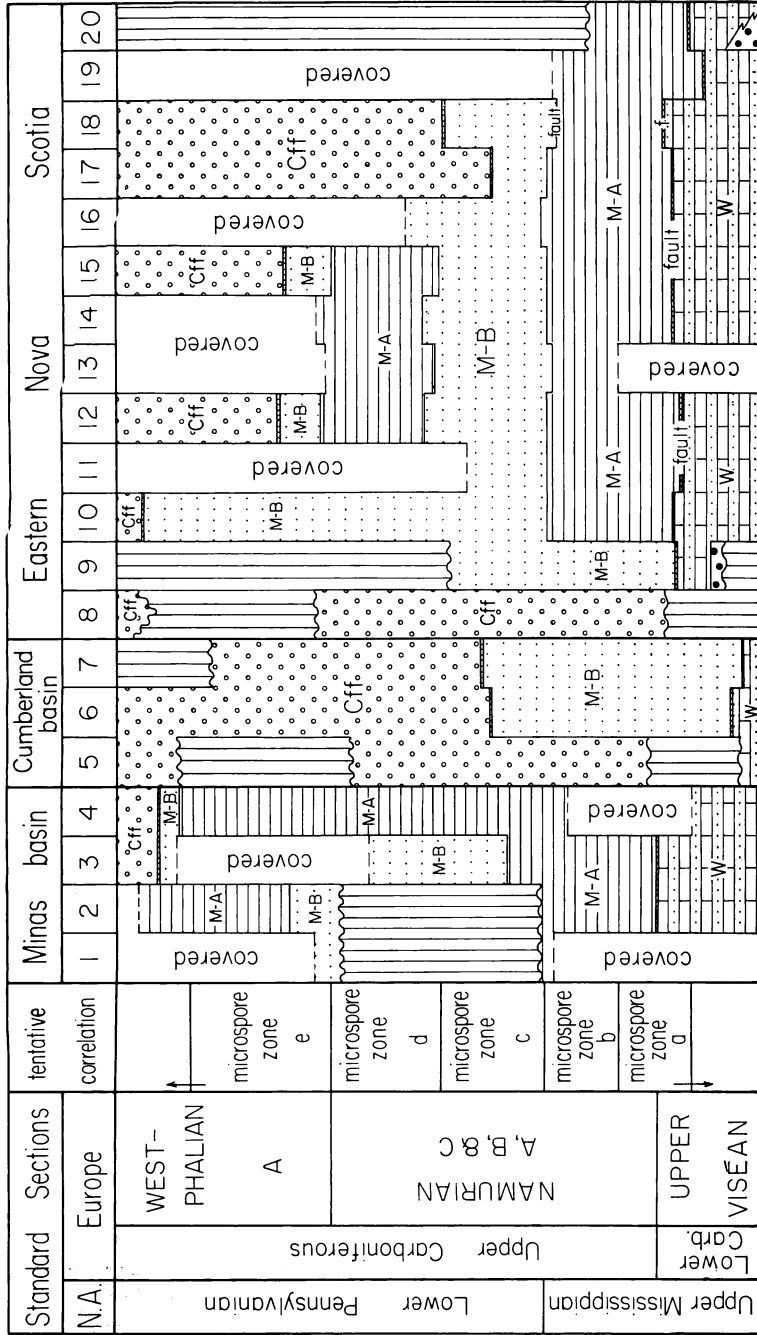 Standard Sections
N.A.
Europe
tentative
correlation
Minas basin
Cumberland
basin
Eastern Nova Scotia
1 2 3 4 5 6 7 8 9 10 11 12 13 14 15 16 17 18 19 20
Lower Pennsylvanian
Upper Mississippian
Upper Carboniferous
Lower
Carb.
WEST-
PHALIAN
A
NAMURIAN
A, B, & C
UPPER
VISÉAN
microspore
zone
e
microspore
zone
d
microspore
zone
c
microspore
zone
b
microspore
zone
a
covered
covered
M-A
M-B
M-A
covered
M-B
Cff
M-B
M-A
covered
W
Cff
M-B
W
Cff
Cff
M-B
Cff
M-B
covered
Cff
M-B
M-A
covered
M-A
M-B
covered
Cff
M-B
covered
Cff
covered
M-A
fault
fault
fault
f.
W
W